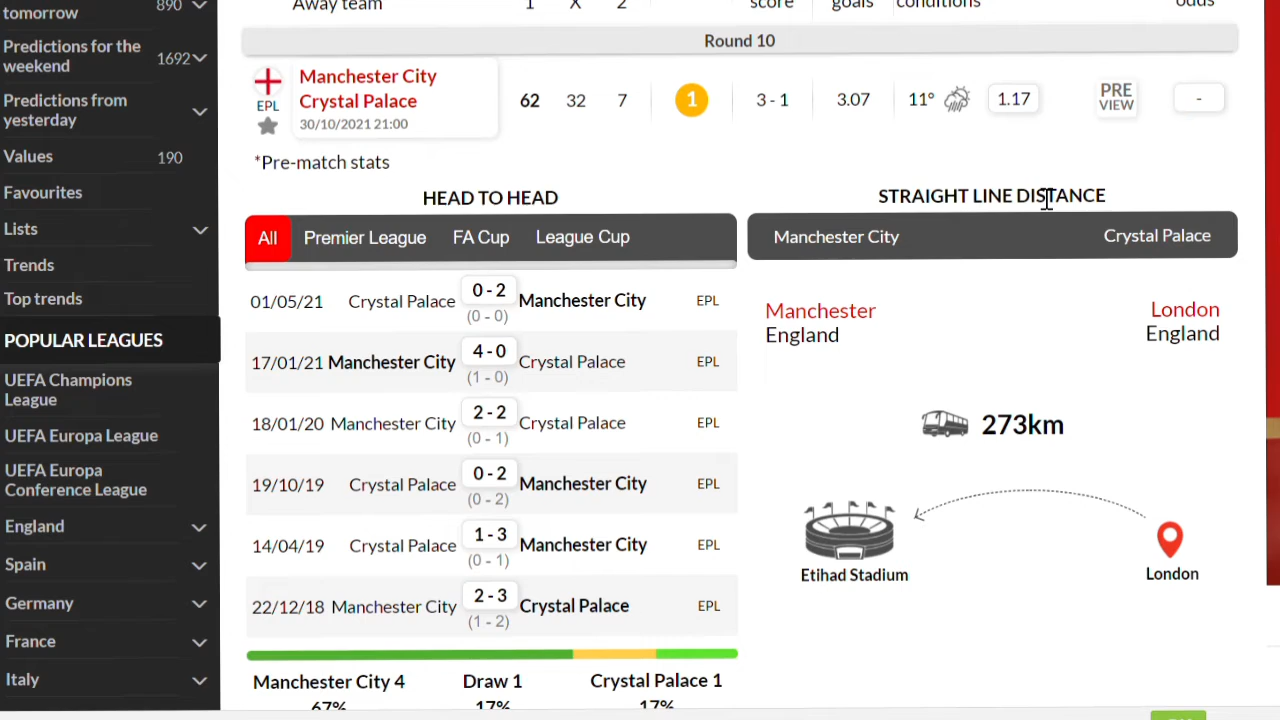 tomorrow 890
Predictions for the
weekend 1692
Predictions from
yesterday
Values 190
Favourites
Lists
Trends
Top trends
POPULAR LEAGUES
UEFA Champions
League
UEFA Europa League
UEFA Europa
Conference League
England
Spain
Germany
France
Italy
Away team 1 X 2 score goals conditions odds
Round 10
EPL
Manchester City
Crystal Palace
30/10/2021 21:00
62 32 7 1 3 - 1 3.07 11° 1.17 PRE VIEW -
*Pre-match stats
HEAD TO HEAD
All Premier League FA Cup League Cup
01/05/21 Crystal Palace 0 - 2 Manchester City EPL
(0 - 0)
17/01/21 Manchester City 4 - 0 Crystal Palace EPL
(1 - 0)
18/01/20 Manchester City 2 - 2 Crystal Palace EPL
(0 - 1)
19/10/19 Crystal Palace 0 - 2 Manchester City EPL
(0 - 2)
14/04/19 Crystal Palace 1 - 3 Manchester City EPL
(0 - 1)
22/12/18 Manchester City 2 - 3 Crystal Palace EPL
(1 - 2)
Manchester City 4 Draw 1 Crystal Palace 1
67% 17% 17%
STRAIGHT LINE DISTANCE
Manchester City Crystal Palace
Manchester London
England England
273km
Etihad Stadium London